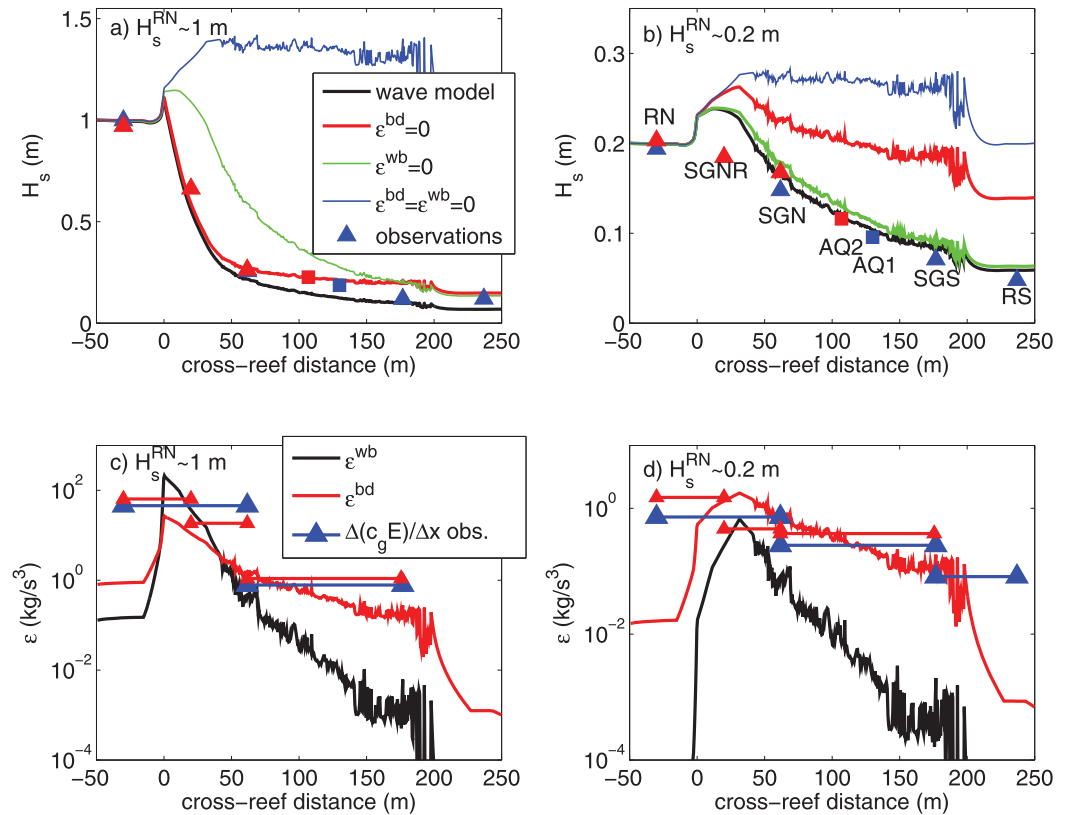 a) H_s^RN~1 m
1.5
1
0.5
0
H_s (m)
−50 0 50 100 150 200 250
cross−reef distance (m)
wave model
ε^bd=0
ε^wb=0
ε^bd=ε^wb=0
observations
b) H_s^RN~0.2 m
0.3
0.2
0.1
0
H_s (m)
RN
SGNR
SGN
AQ2
AQ1
SGS
RS
−50 0 50 100 150 200 250
cross−reef distance (m)
c) H_s^RN~1 m
10^2
10^0
10^−2
10^−4
ε (kg/s^3)
−50 0 50 100 150 200 250
cross−reef distance (m)
ε^wb
ε^bd
Δ(c_gE)/Δx obs.
d) H_s^RN~0.2 m
10^0
10^−2
10^−4
ε (kg/s^3)
−50 0 50 100 150 200 250
cross−reef distance (m)